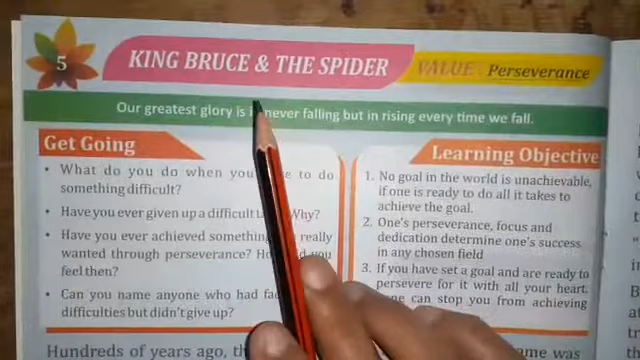 5
KING BRUCE & THE SPIDER
VALUE: Perseverance
Our greatest glory is in never falling but in rising every time we fall.
Get Going
• What do you do when you to do
something difficult?
• Have you ever given up a difficult Why?
• Have you ever achieved something really
wanted through perseverance? you
feel then?
• Can you name anyone who had
difficulties but didn't give up?
Learning Objective
1. No goal in the world is unachievable,
if one is ready to do all it takes to
achieve the goal.
2. One's perseverance, focus and
dedication determine one's success
in any chosen field
3. If you have set a goal and are ready to
persevere for it with all your heart,
one can stop you from achieving
Hundreds of years ago, was